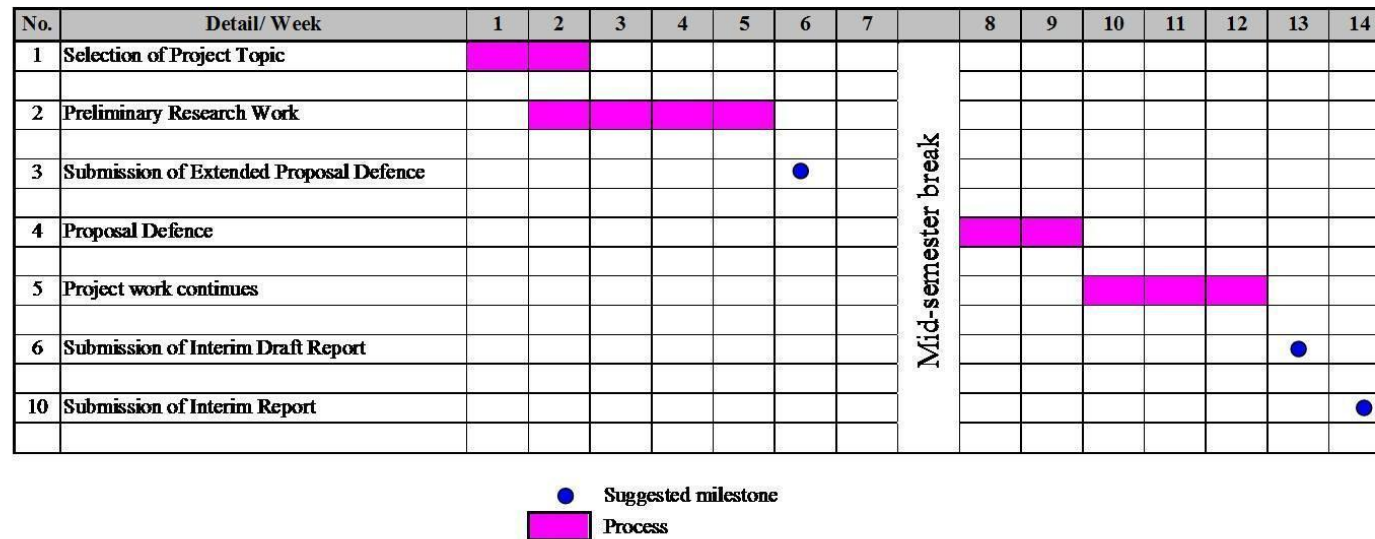 No. Detail/ Week 1 2 3 4 5 6 7 8 9 10 11 12 13 14
1 Selection of Project Topic
2 Preliminary Research Work
3 Submission of Extended Proposal Defence
4 Proposal Defence
5 Project work continues
6 Submission of Interim Draft Report
10 Submission of Interim Report
Mid-semester break
Suggested milestone
Process